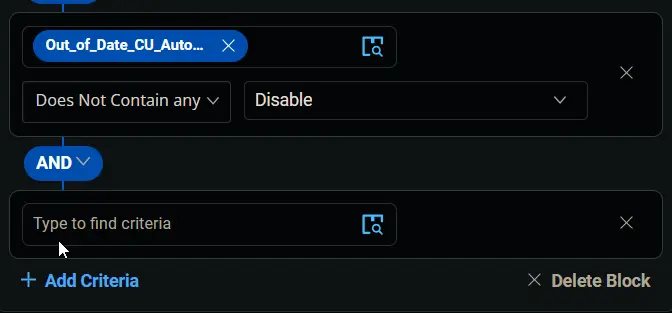 Out_of_Date_CU_Auto...
Does Not Contain any
Disable
AND
Type to find criteria
+ Add Criteria
Delete Block